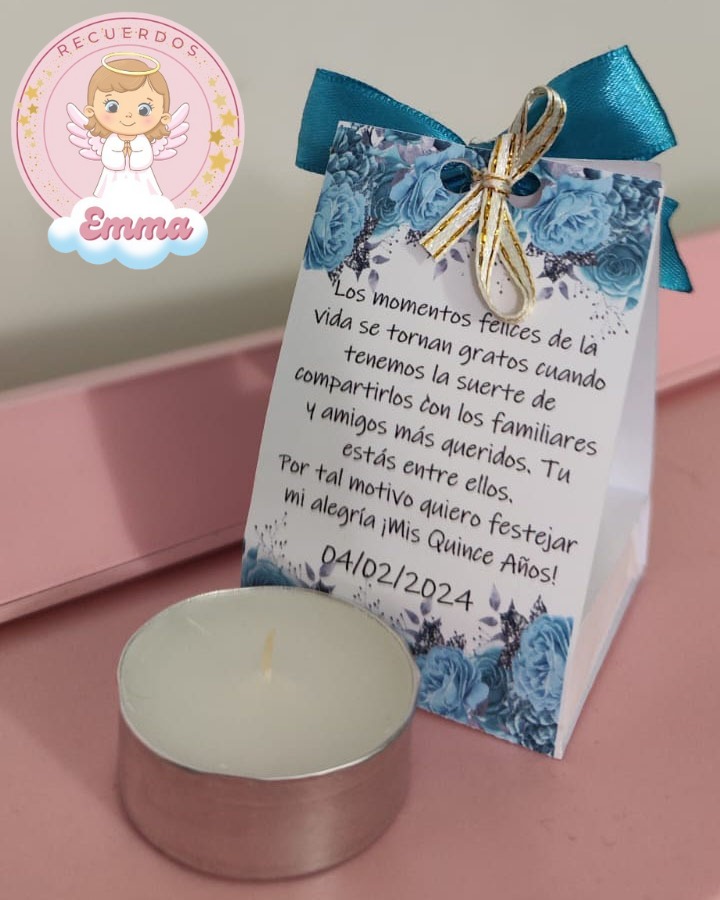 RECUERDOS
Emma
Los momentos felices de la
vida se tornan gratos cuando
tenemos la suerte de
compartirlos con los familiares
y amigos más queridos. Tu
estás entre ellos.
Por tal motivo quiero festejar
mi alegría ¡Mis Quince Años!
04/02/2024